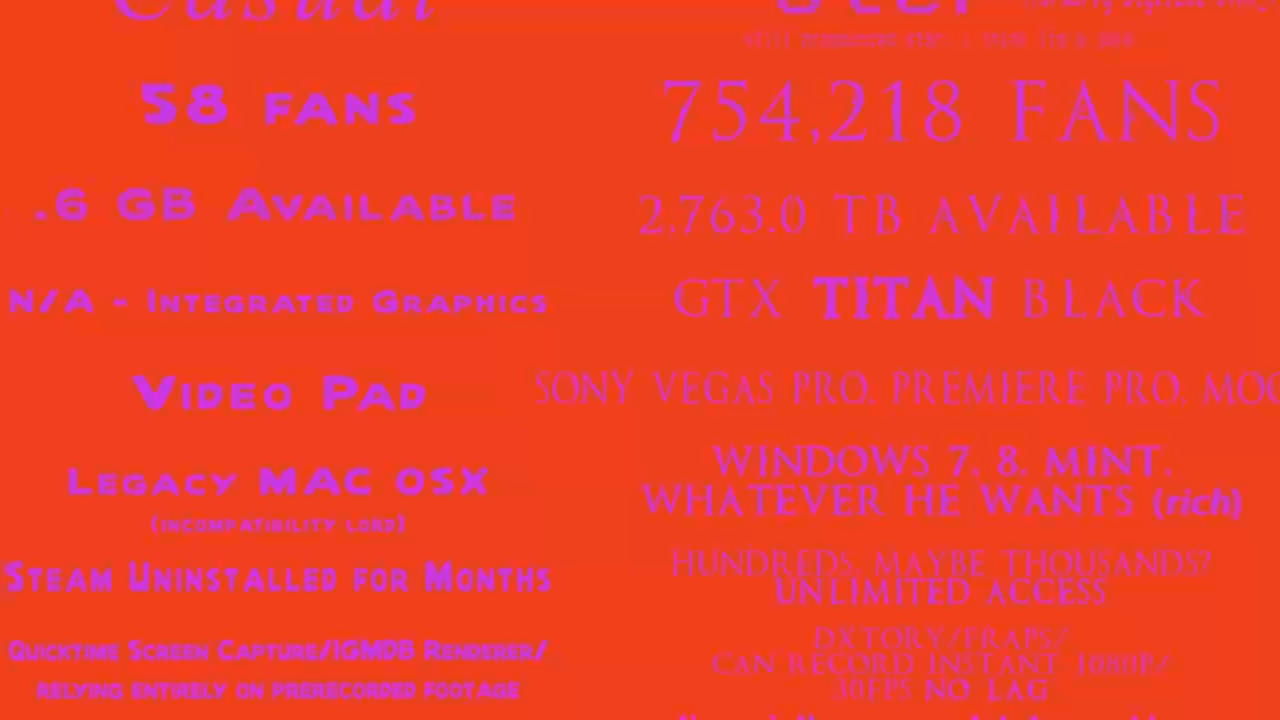 Casual
58 FANS
.6 GB AVAILABLE
N/A - INTEGRATED GRAPHICS
VIDEO PAD
LEGACY MAC OSX
(INCOMPATIBILITY LORD)
STEAM UNINSTALLED FOR MONTHS
QUICKTIME SCREEN CAPTURE/IGMDB RENDERER/
RELYING ENTIRELY ON PRERECORDED FOOTAGE
754,218 FANS
2,763.0 TB AVAILABLE
GTX TITAN BLACK
SONY VEGAS PRO, PREMIERE PRO,
WINDOWS 7, 8, MINT,
WHATEVER HE WANTS (rich)
HUNDREDS, MAYBE THOUSANDS?
UNLIMITED ACCESS
DXTORY/FRAPS/
CAN RECORD INSTANT 1080P/
30FPS NO LAG